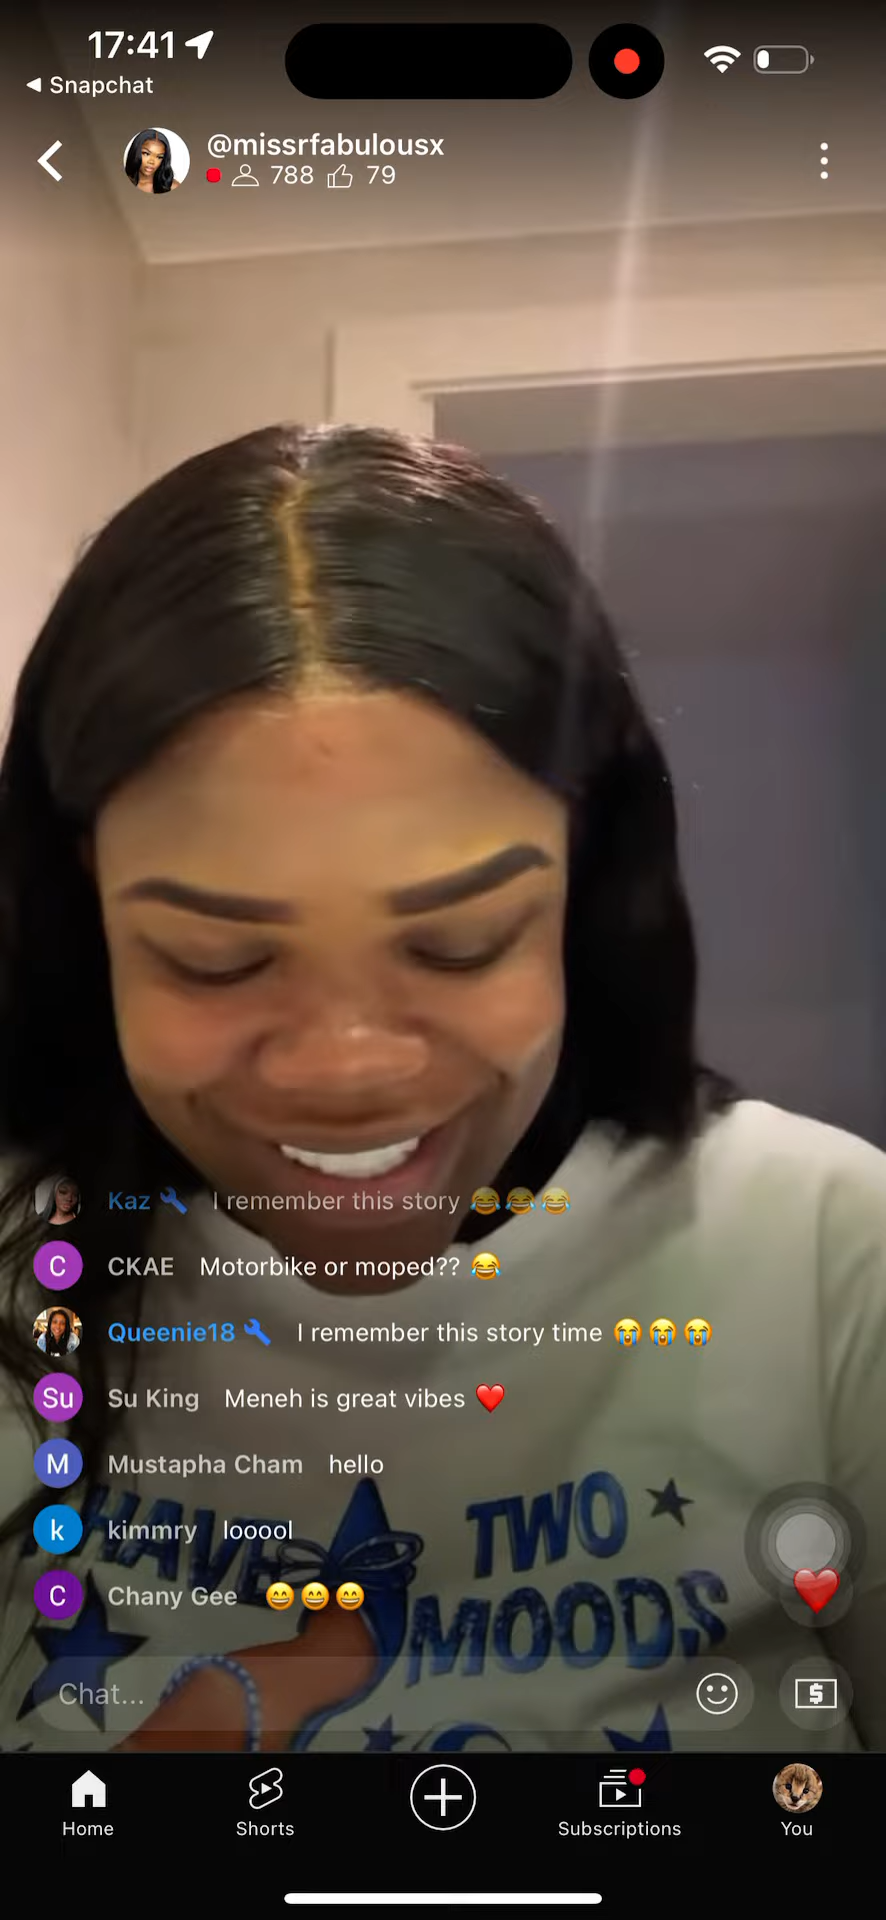 17:41
◀ Snapchat
@missrfabulousx
788 79
Kaz 🔧 I remember this story 😂😂😂
CKAE Motorbike or moped?? 😂
Queenie18 🔧 I remember this story time 😭😭😭
Su Su King Meneh is great vibes ❤️
M Mustapha Cham hello
k kimmry looool
C Chany Gee 😁😁😁
HAVE TWO
MOODS
Chat...
Home Shorts Subscriptions You